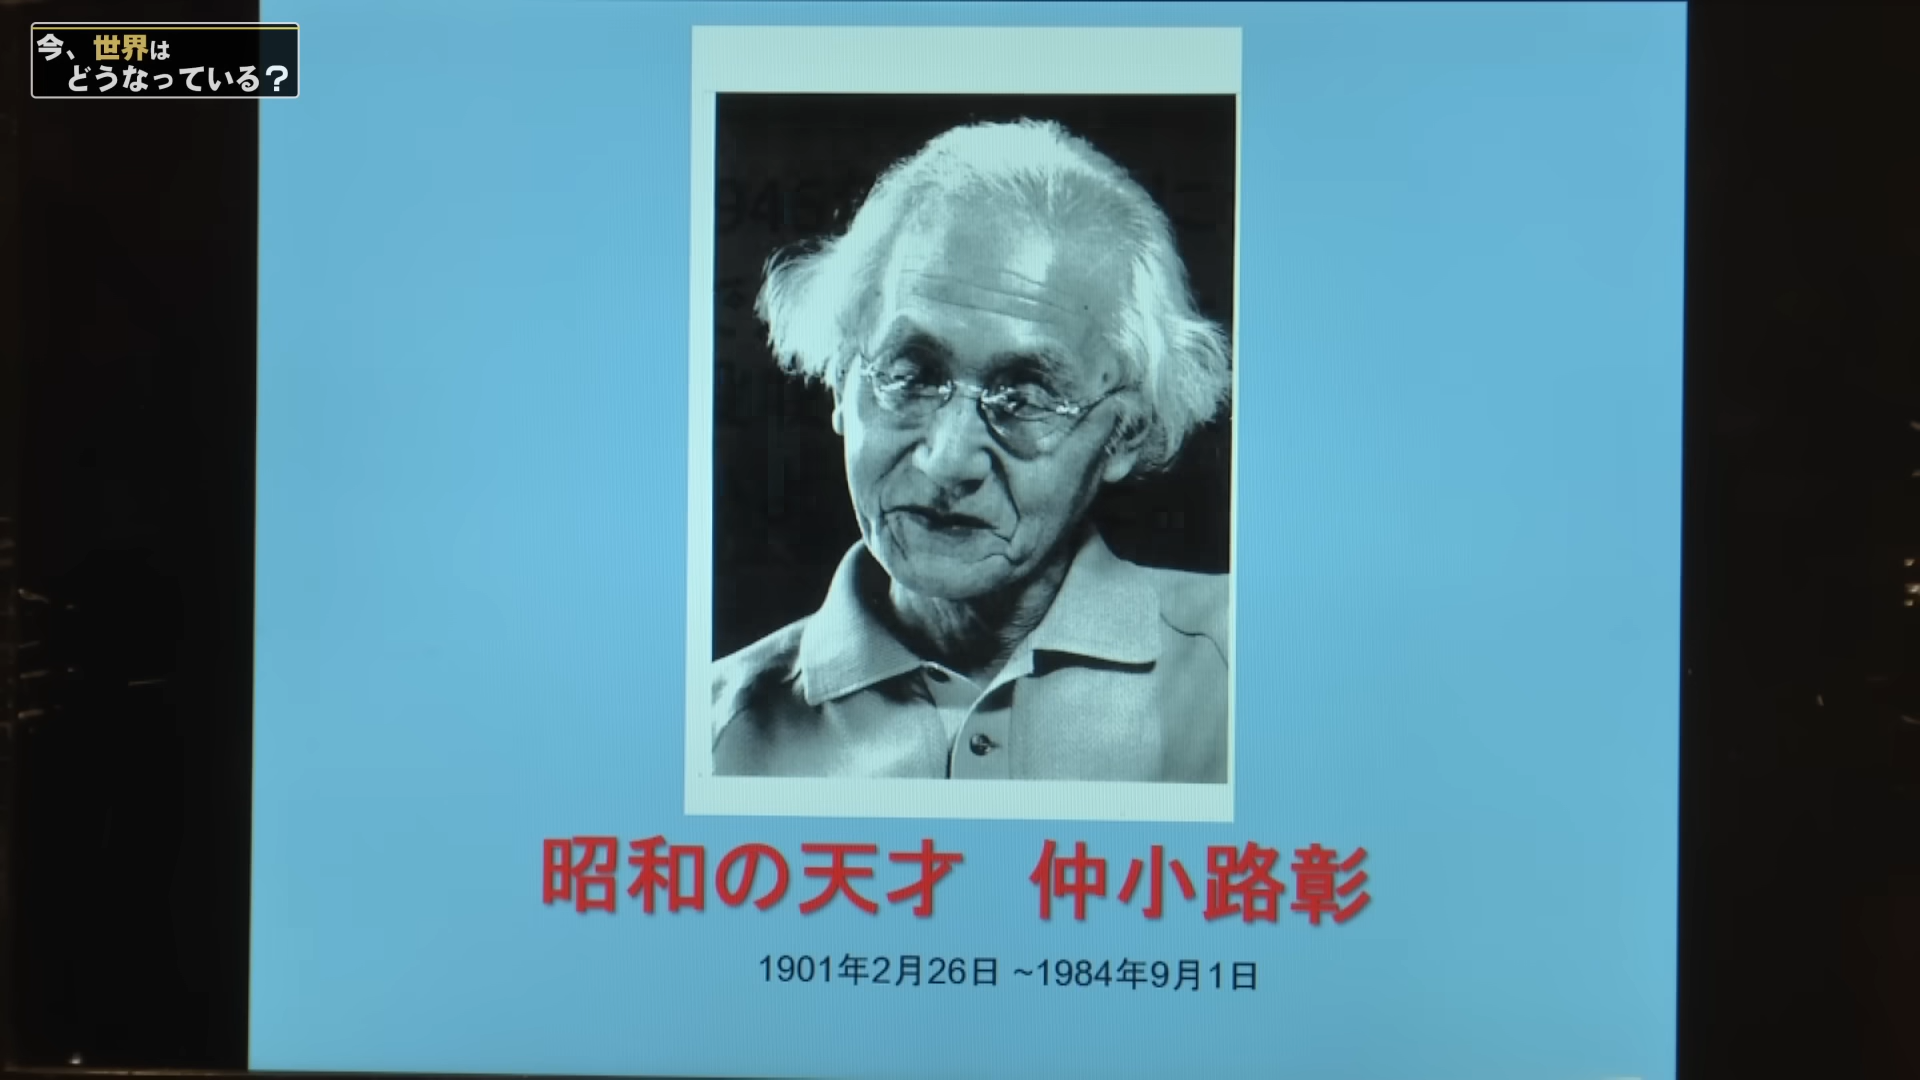 今、世界は
どうなっている?
昭和の天才 仲小路彰
1901年2月26日 ~1984年9月1日